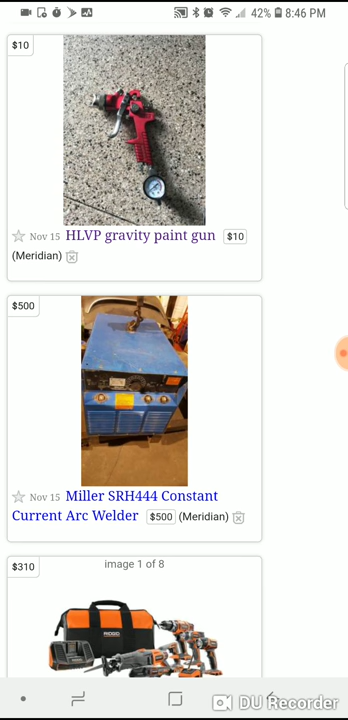 42% 8:46 PM
$10
Nov 15 HLVP gravity paint gun $10
(Meridian)
$500
Nov 15 Miller SRH444 Constant
Current Arc Welder $500 (Meridian)
$310
image 1 of 8
RIDGID
DU Recorder